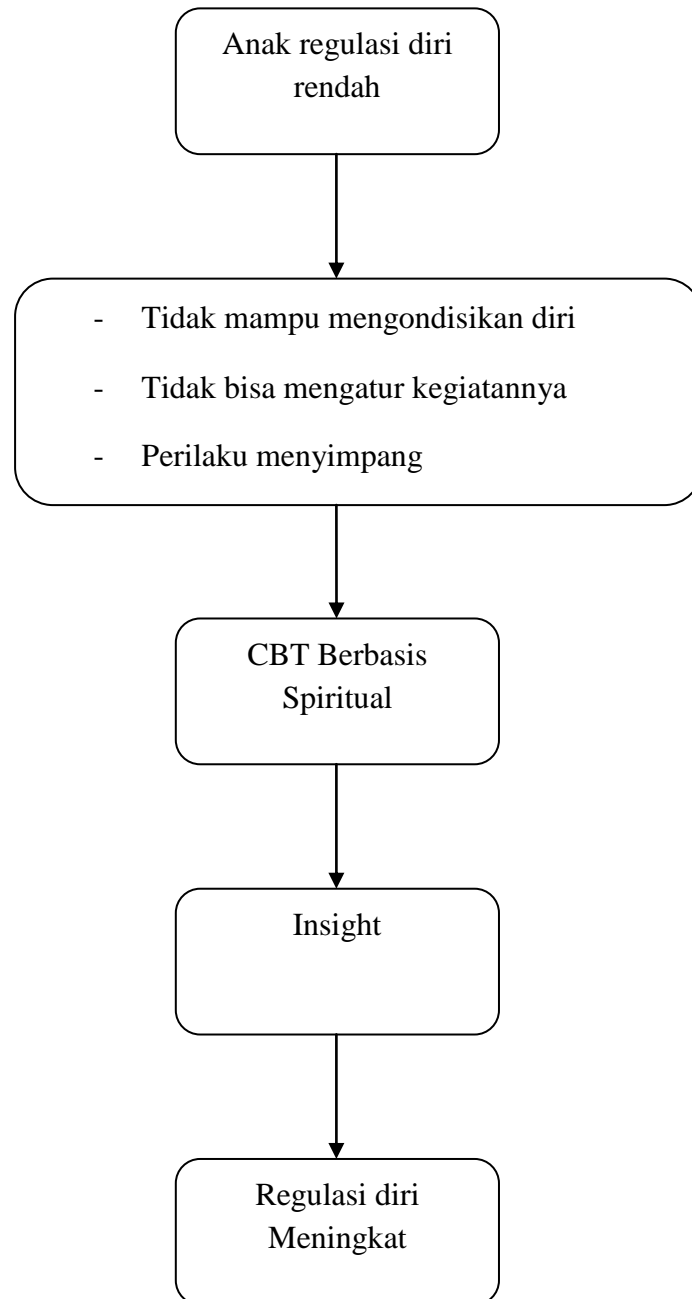 Anak regulasi diri
rendah
- Tidak mampu mengondisikan diri
- Tidak bisa mengatur kegiatannya
- Perilaku menyimpang
CBT Berbasis
Spiritual
Insight
Regulasi diri
Meningkat